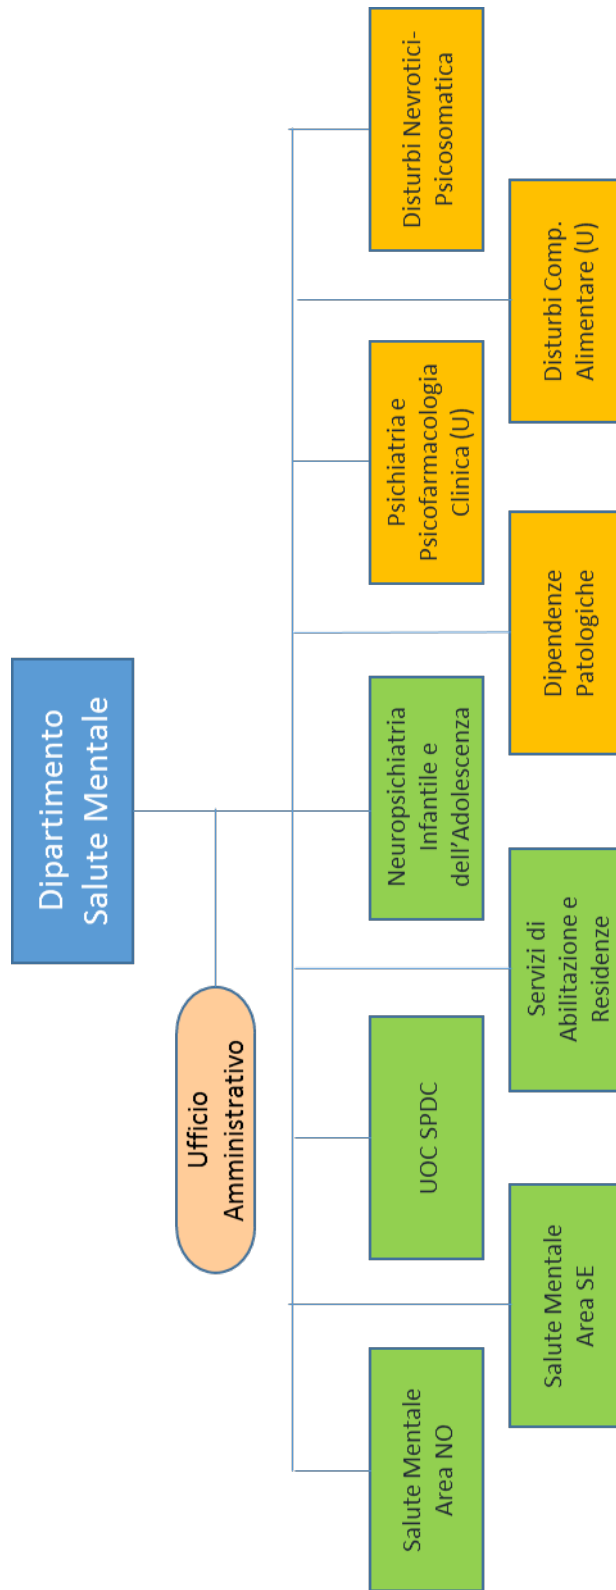 Dipartimento
Salute Mentale
Ufficio
Amministrativo
Salute Mentale
Area NO
UOC SPDC
Neuropsichiatria
Infantile e
dell'Adolescenza
Psichiatria e
Psicofarmacologia
Clinica (U)
Disturbi Nevrotici-
Psicosomatica
Salute Mentale
Area SE
Servizi di
Abilitazione e
Residenze
Dipendenze
Patologiche
Disturbi Comp.
Alimentare (U)